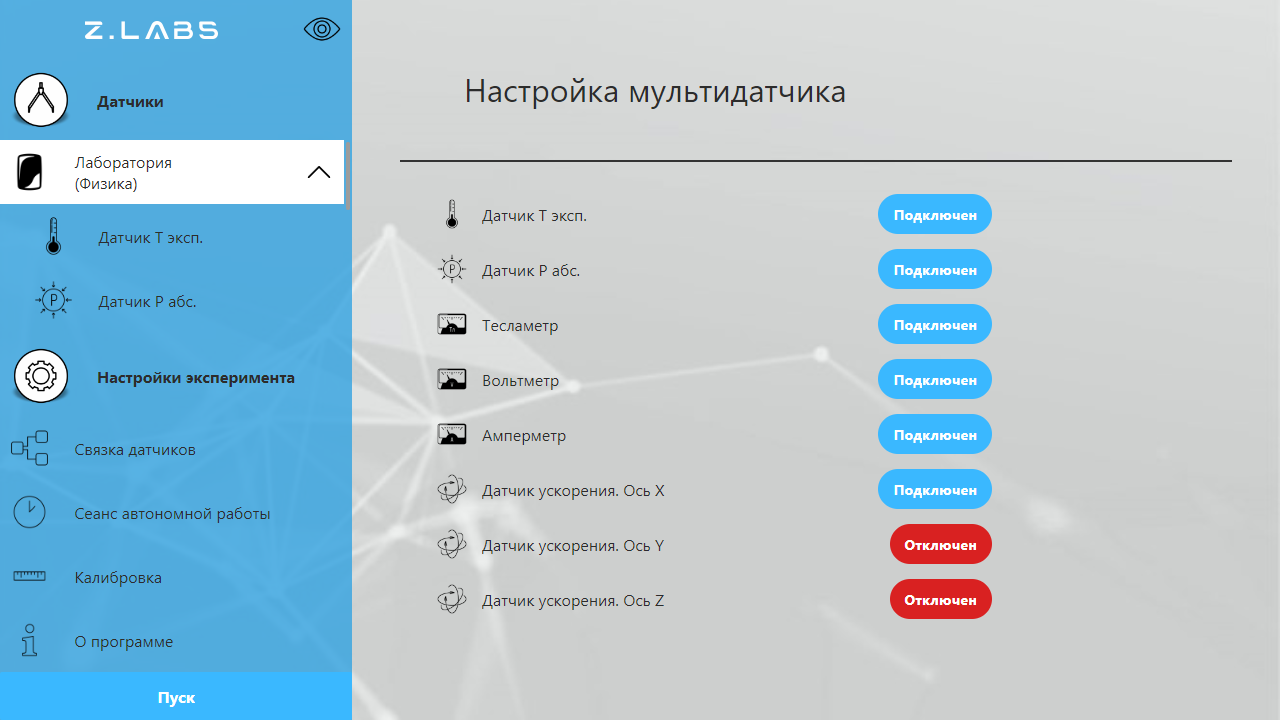 Z.LABS
Датчики
Лаборатория
(Физика)
Датчик Т эксп.
P
Датчик Р абс.
Настройки эксперимента
Связка датчиков
Сеанс автономной работы
Калибровка
О программе
Пуск
Настройка мультидатчика
Датчик Т эксп.
Подключен
P
Датчик Р абс.
Подключен
Тл
Тесламетр
Подключен
Вольтметр
Подключен
Амперметр
Подключен
Датчик ускорения. Ось X
Подключен
Датчик ускорения. Ось Y
Отключен
Датчик ускорения. Ось Z
Отключен